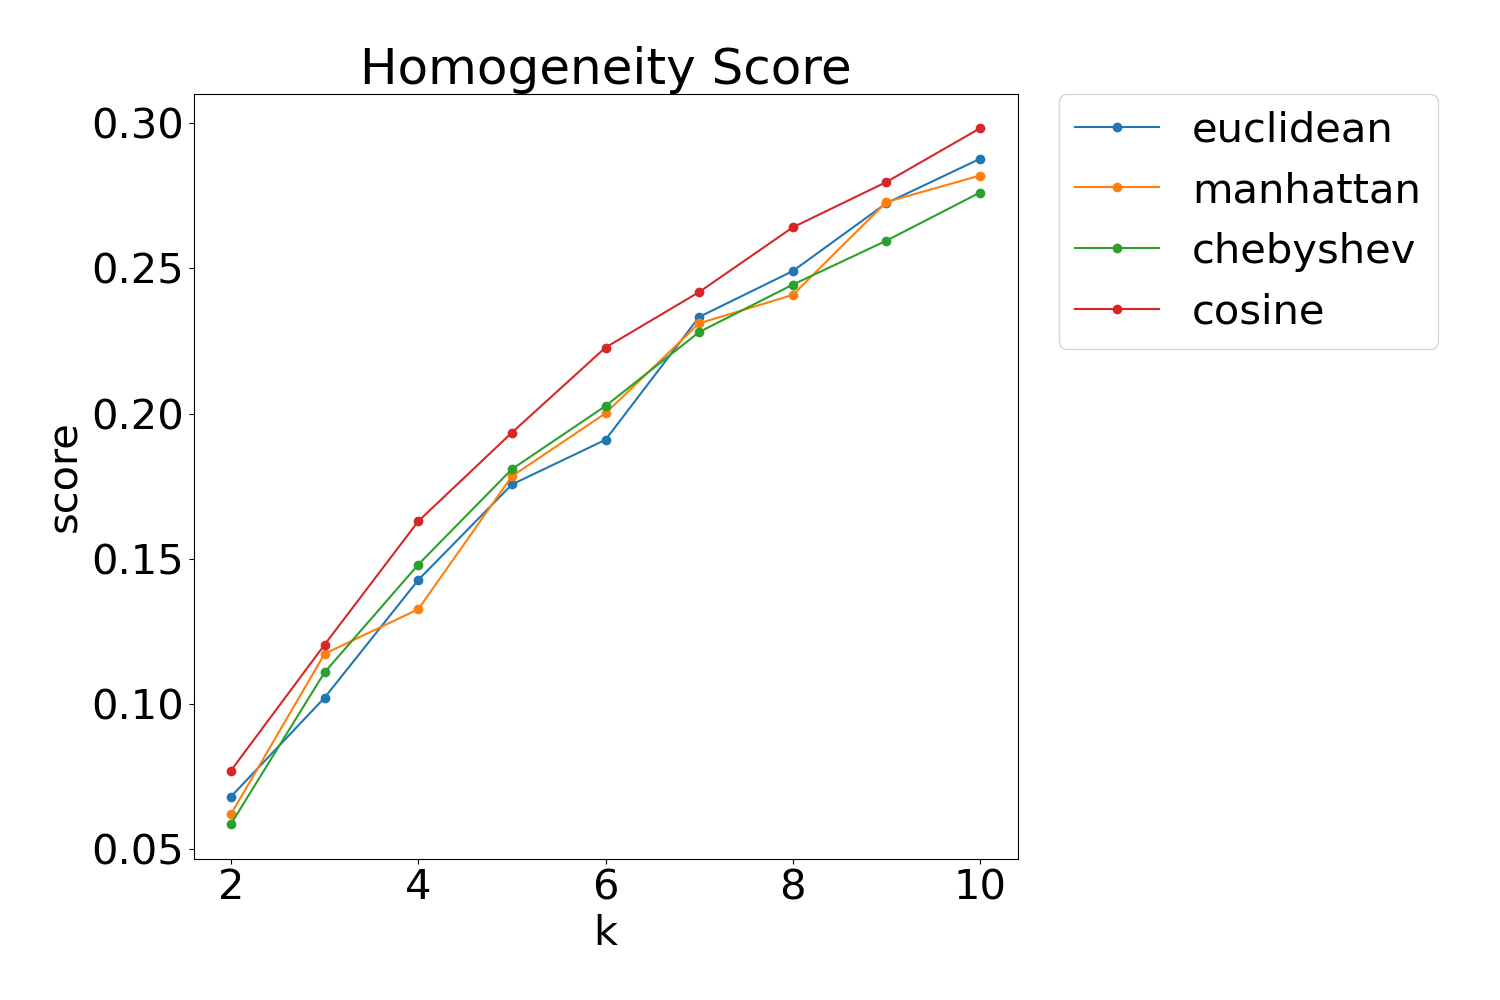 Homogeneity Score
0.30
0.25
0.20
0.15
0.10
0.05
score
2 4 6 8 10
k
euclidean
manhattan
chebyshev
cosine